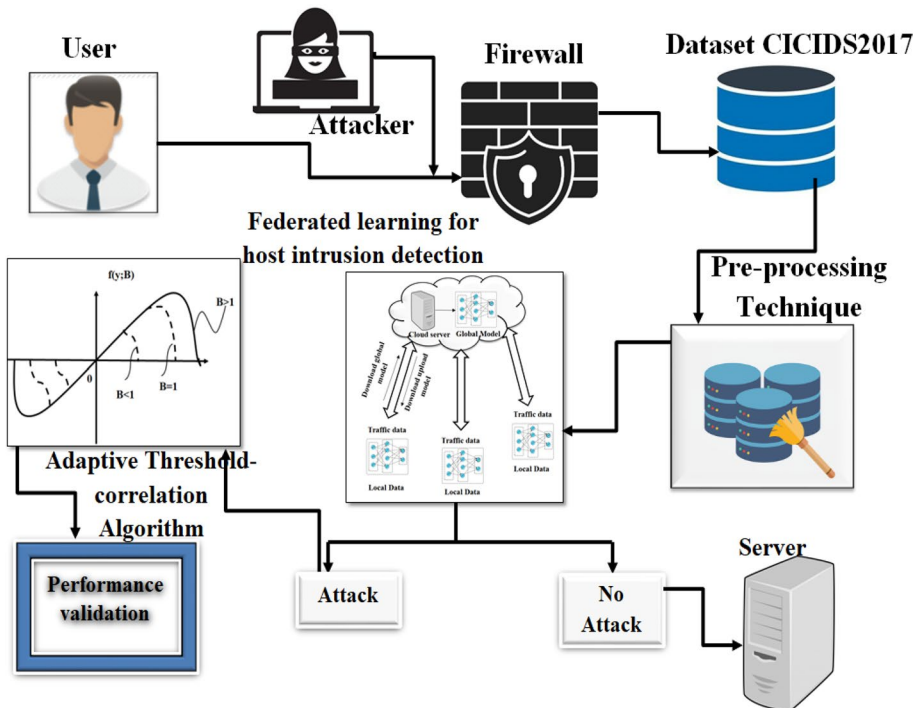 User
Attacker
Firewall
Dataset CICIDS2017
Federated learning for
host intrusion detection
Pre-processing
Technique
f(y;B)
B>1
0
B<1
B=1
Cloud server
Global Model
Download global
model
Download upload
model
Traffic data
Traffic data
Traffic data
Local Data
Local Data
Local Data
Adaptive Threshold-
correlation
Algorithm
Performance
validation
Attack
No
Attack
Server